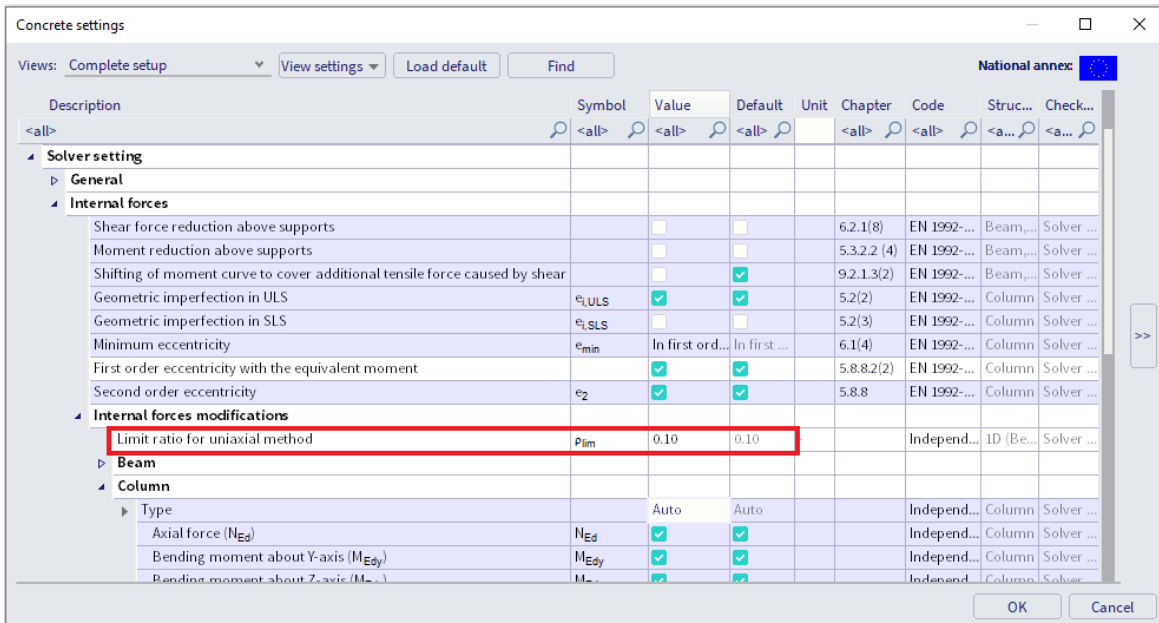 Concrete settings
Views: Complete setup View settings Load default Find National annex:
Description Symbol Value Default Unit Chapter Code Struc... Check...
<all> <all> <all> <all> <all> <all> <a... <a...
Solver setting
General
Internal forces
Shear force reduction above supports 6.2.1(8) EN 1992-... Beam,... Solver ...
Moment reduction above supports 5.3.2.2 (4) EN 1992-... Beam,... Solver ...
Shifting of moment curve to cover additional tensile force caused by shear 9.2.1.3(2) EN 1992-... Beam,... Solver ...
Geometric imperfection in ULS ei,ULS 5.2(2) EN 1992-... Column Solver ...
Geometric imperfection in SLS ei,SLS 5.2(3) EN 1992-... Column Solver ...
Minimum eccentricity emin In first ord... In first ... 6.1(4) EN 1992-... Column Solver ...
First order eccentricity with the equivalent moment 5.8.8.2(2) EN 1992-... Column Solver ...
Second order eccentricity e2 5.8.8 EN 1992-... Column Solver ...
Internal forces modifications
Limit ratio for uniaxial method ρlim 0.10 0.10 - Independ... 1D (Be... Solver ...
Beam
Column
Type Auto Auto Independ... Column Solver ...
Axial force (NEd) NEd Independ... Column Solver ...
Bending moment about Y-axis (MEdy) MEdy Independ... Column Solver ...
Bending moment about Z-axis Independ... Column Solver
>>
OK Cancel